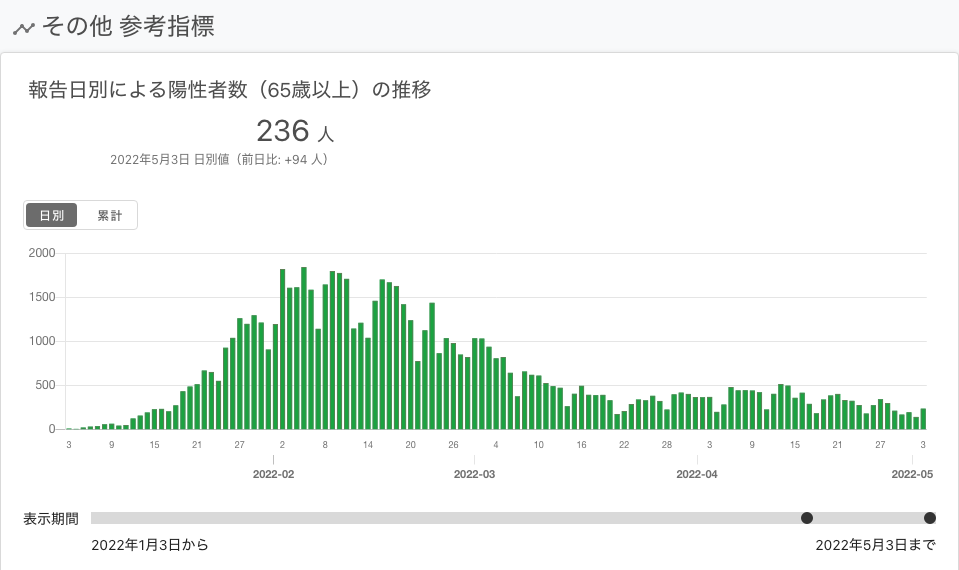 その他 参考指標
報告日別による陽性者数（65歳以上）の推移
236 人
2022年5月3日 日別値（前日比: +94 人）
日別 累計
2000
1500
1000
500
0
3 9 15 21 27 2 8 14 20 26 4 10 16 22 28 3 9 15 21 27 3
2022-02 2022-03 2022-04 2022-05
表示期間
2022年1月3日から 2022年5月3日まで